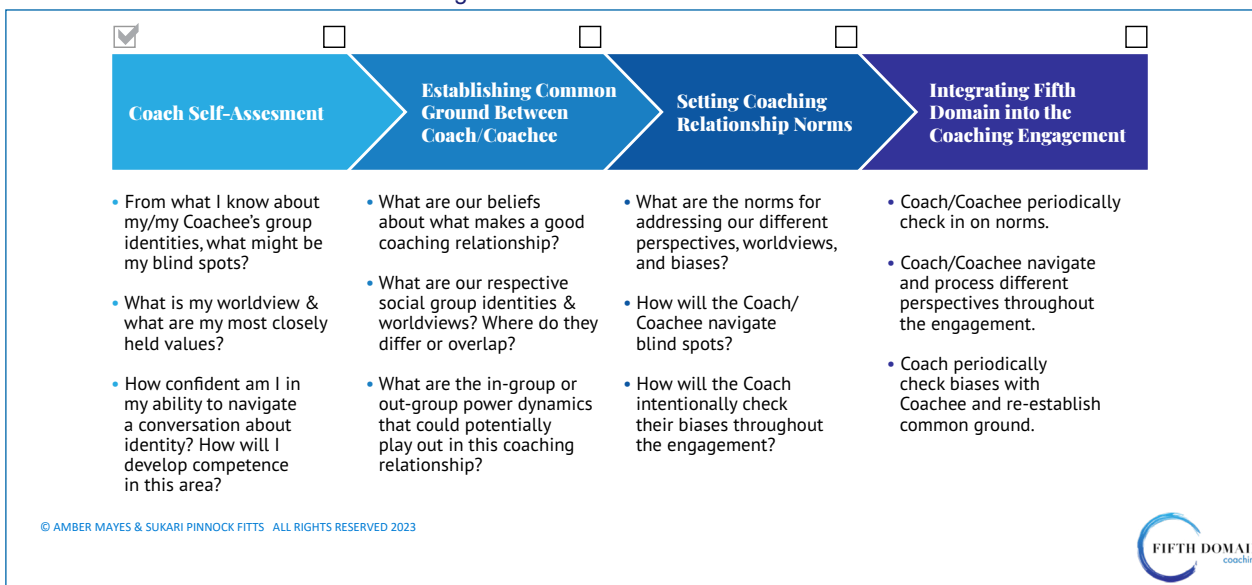 Coach Self-Assesment
Establishing Common
Ground Between
Coach/Coachee
Setting Coaching
Relationship Norms
Integrating Fifth
Domain into the
Coaching Engagement
• From what I know about
my/my Coachee's group
identities, what might be
my blind spots?
• What is my worldview &
what are my most closely
held values?
• How confident am I in
my ability to navigate
a conversation about
identity? How will I
develop competence
in this area?
• What are our beliefs
about what makes a good
coaching relationship?
• What are our respective
social group identities &
worldviews? Where do they
differ or overlap?
• What are the in-group or
out-group power dynamics
that could potentially
play out in this coaching
relationship?
• What are the norms for
addressing our different
perspectives, worldviews,
and biases?
• How will the Coach/
Coachee navigate
blind spots?
• How will the Coach
intentionally check
their biases throughout
the engagement?
• Coach/Coachee periodically
check in on norms.
• Coach/Coachee navigate
and process different
perspectives throughout
the engagement.
• Coach periodically
check biases with
Coachee and re-establish
common ground.
© AMBER MAYES & SUKARI PINNOCK FITTS ALL RIGHTS RESERVED 2023
FIFTH DOMAI
coachin